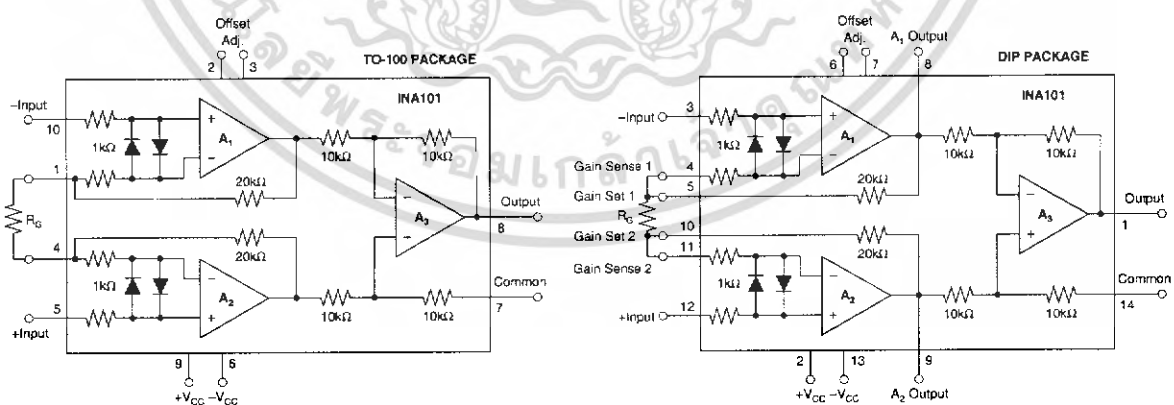 Offset
Adj.
2 3
TO-100 PACKAGE
INA101
–Input
10
1kΩ
+
–
A1
1
10kΩ
10kΩ
20kΩ
RG
–
–
A3
Output
8
4
20kΩ
1kΩ
–
+
A2
5
+Input
10kΩ
10kΩ
Common
7
9 6
+VCC –VCC
Offset
Adj.
A1 Output
6 7 8
DIP PACKAGE
INA101
–Input
3
1kΩ
+
–
A1
Gain Sense 1
4
Gain Set 1
5
10kΩ
10kΩ
20kΩ
RG
–
+
A3
Output
1
10
Gain Set 2
11
Gain Sense 2
20kΩ
1kΩ
–
+
A2
12
+Input
10kΩ
10kΩ
Common
14
2 13 9
+VCC –VCC
A2 Output